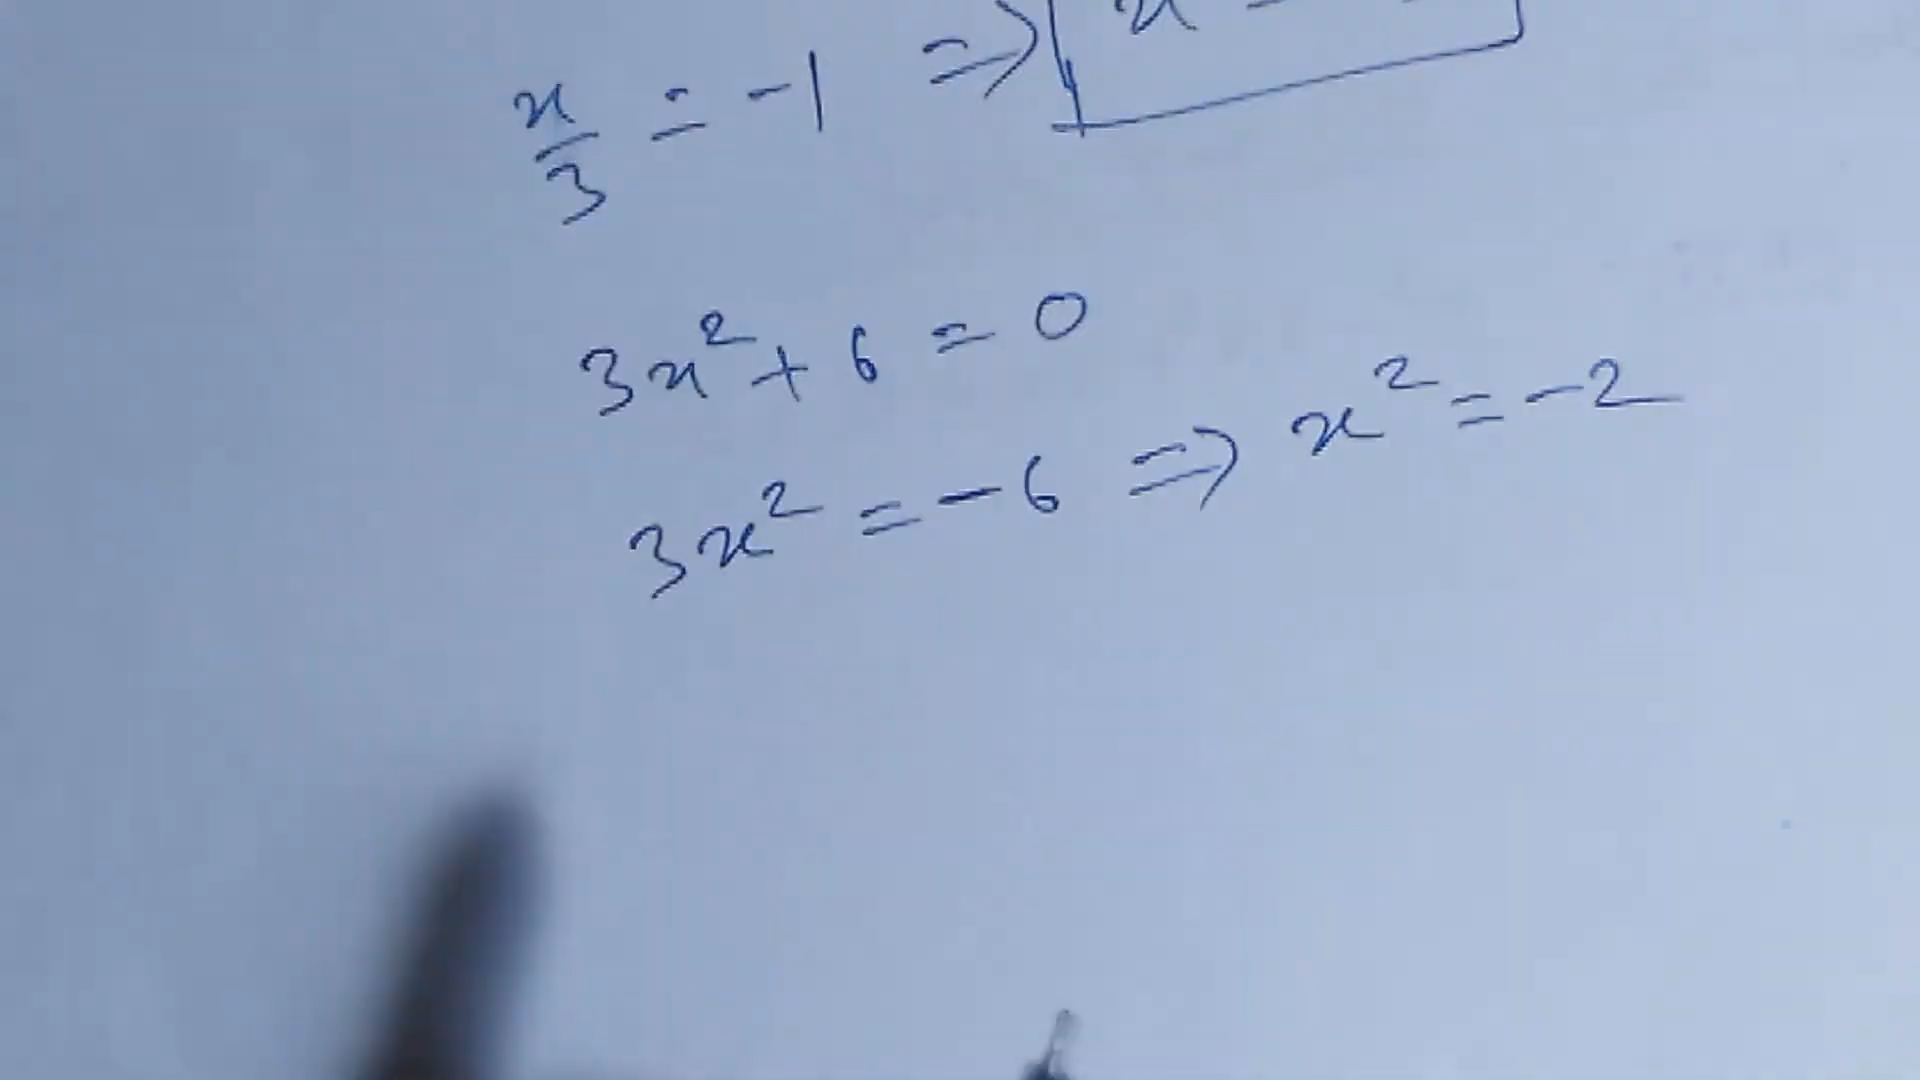 x/3 = -1 ⇒ x =
3x² + 6 = 0
3x² = -6 ⇒ x² = -2